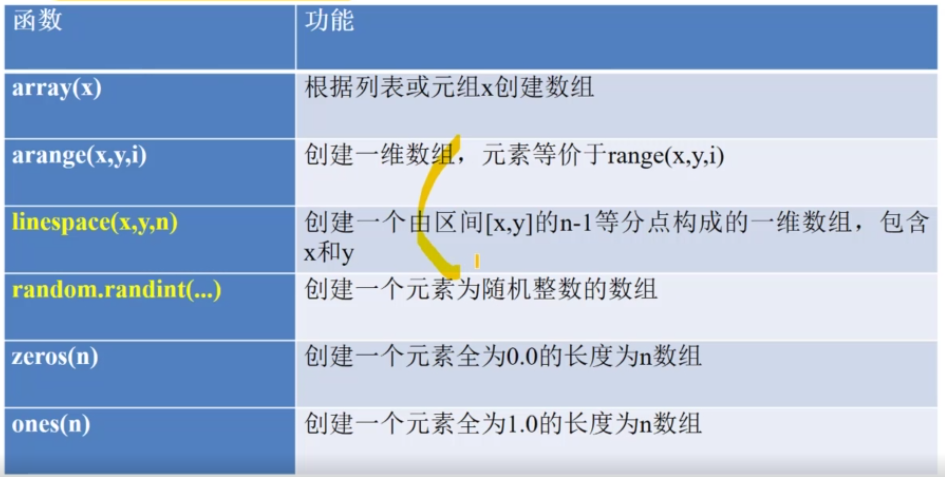 函数
功能
array(x)
根据列表或元组x创建数组
arange(x,y,i)
创建一维数组，元素等价于range(x,y,i)
linespace(x,y,n)
创建一个由区间[x,y]的n-1等分点构成的一维数组，包含
x和y
random.randint(...)
创建一个元素为随机整数的数组
zeros(n)
创建一个元素全为0.0的长度为n数组
ones(n)
创建一个元素全为1.0的长度为n数组